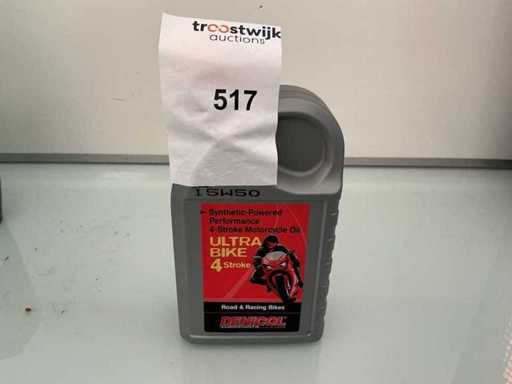 troostwijk
auctions
517
15W50
Synthetic-Powered
Performance
4-Stroke Motorcycle Oil
ULTRA
BIKE
4 Stroke
Road & Racing Bikes
DENICOL